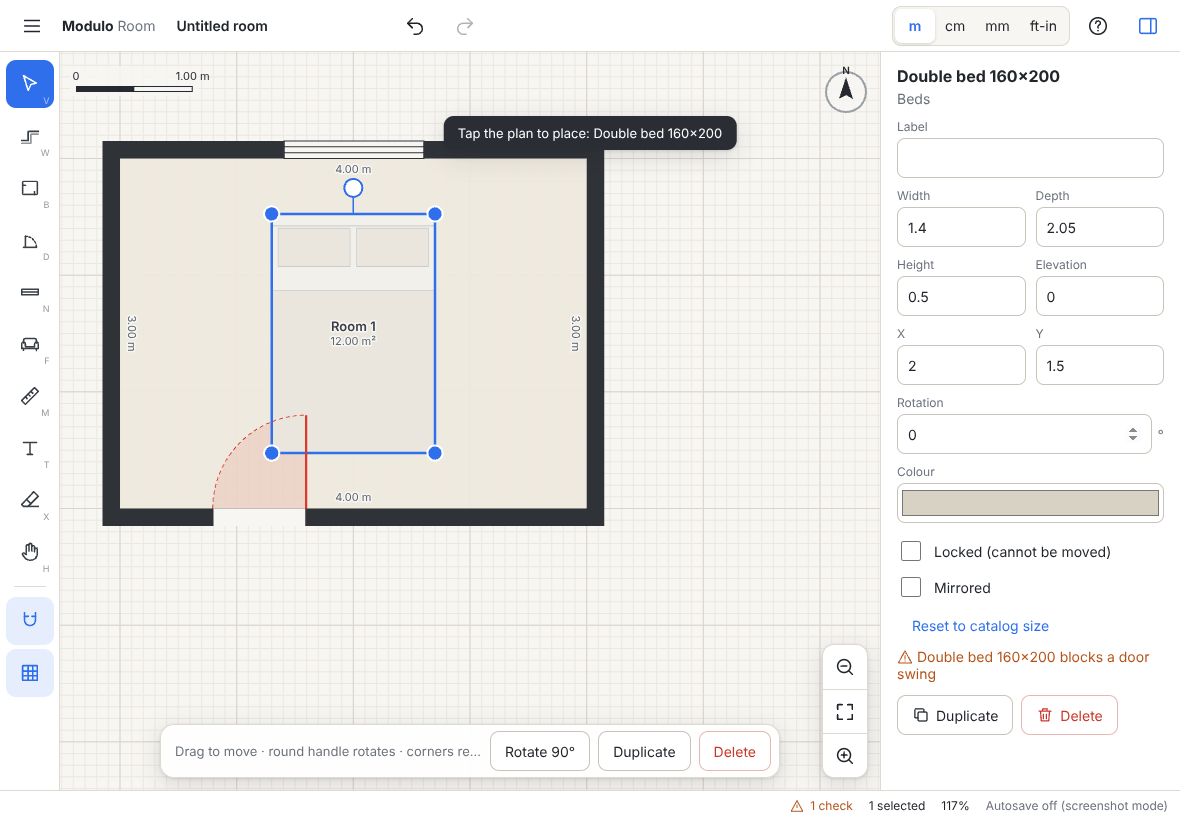 Modulo Room
Untitled room
m cm mm ft-in
0 1.00 m
N
V
W
B
D
N
F
M
T
X
H
Tap the plan to place: Double bed 160×200
4.00 m
3.00 m
3.00 m
Room 1
12.00 m²
4.00 m
Drag to move · round handle rotates · corners re...
Rotate 90°
Duplicate
Delete
Double bed 160×200
Beds
Label
Width Depth
1.4 2.05
Height Elevation
0.5 0
X Y
2 1.5
Rotation
0 °
Colour
Locked (cannot be moved)
Mirrored
Reset to catalog size
Double bed 160×200 blocks a door
swing
Duplicate Delete
1 check 1 selected 117% Autosave off (screenshot mode)